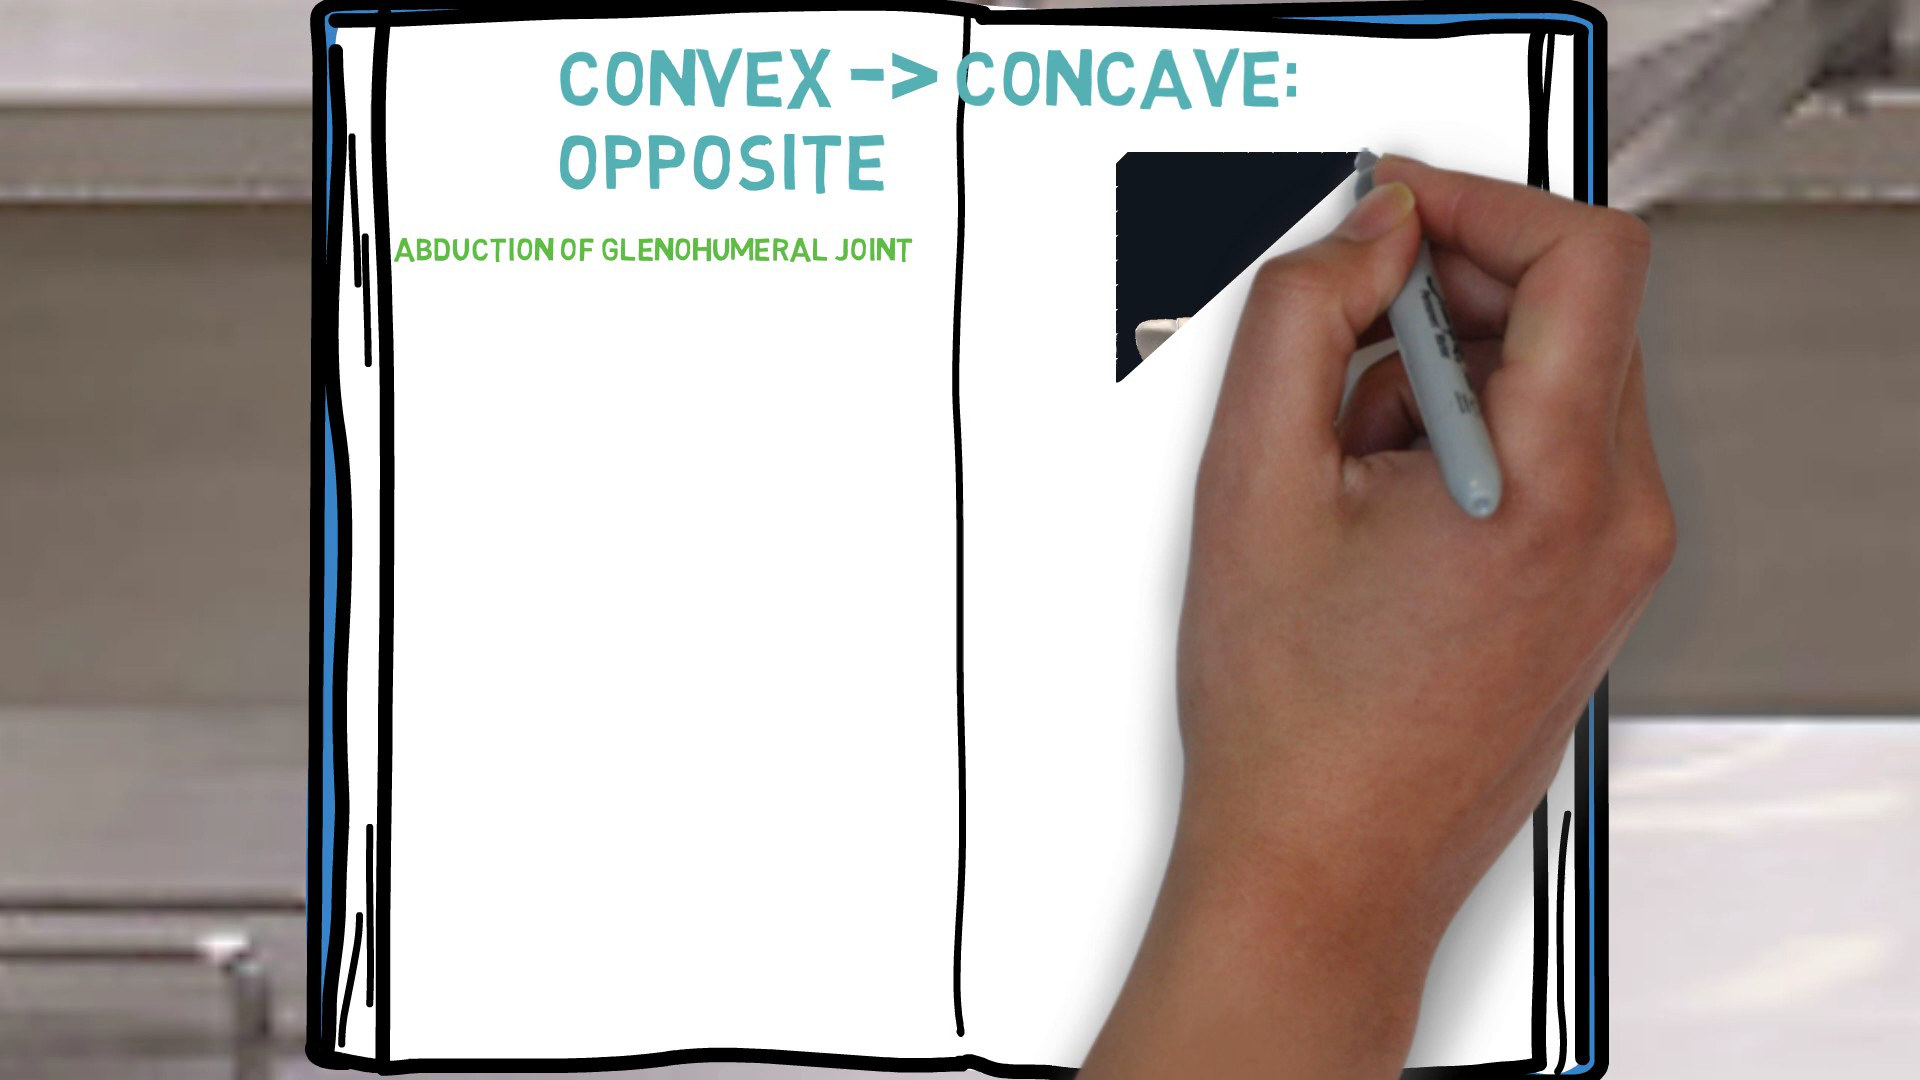 CONVEX -> CONCAVE:
OPPOSITE
ABDUCTION OF GLENOHUMERAL JOINT